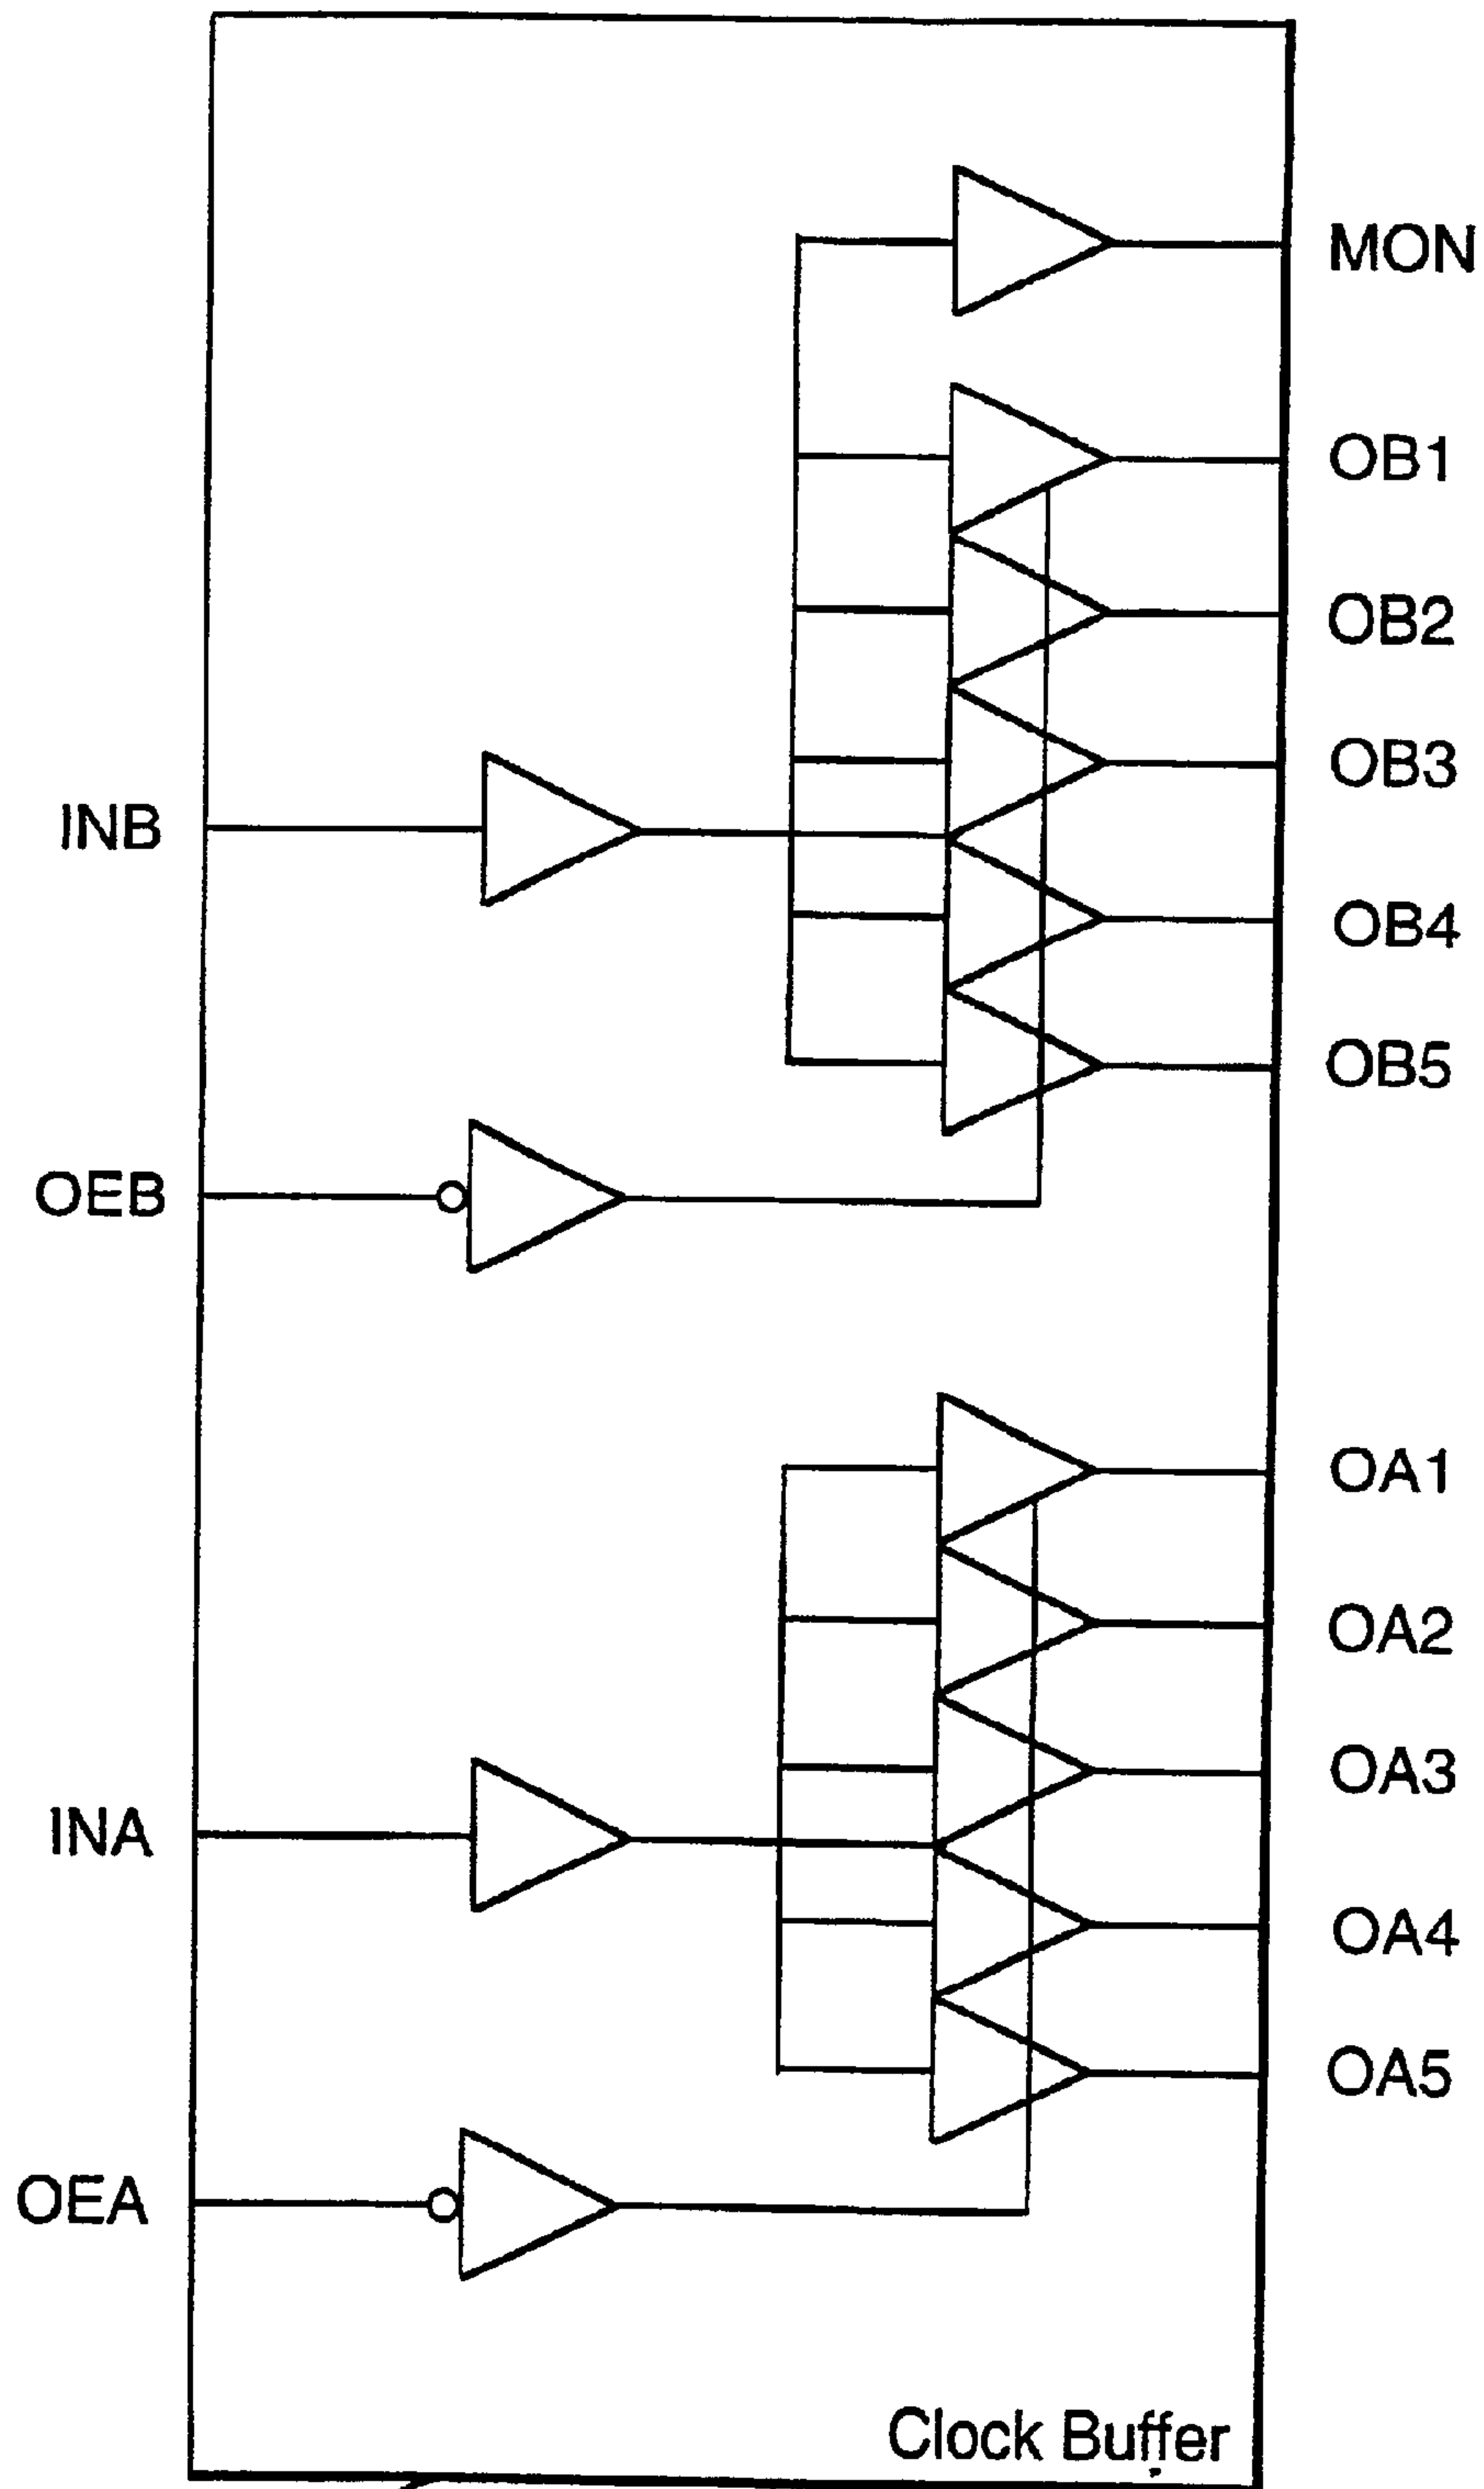 MON
OB1
OB2
OB3
INB
OB4
OB5
OEB
OA1
OA2
OA3
INA
OA4
OA5
OEA
Clock Buffer